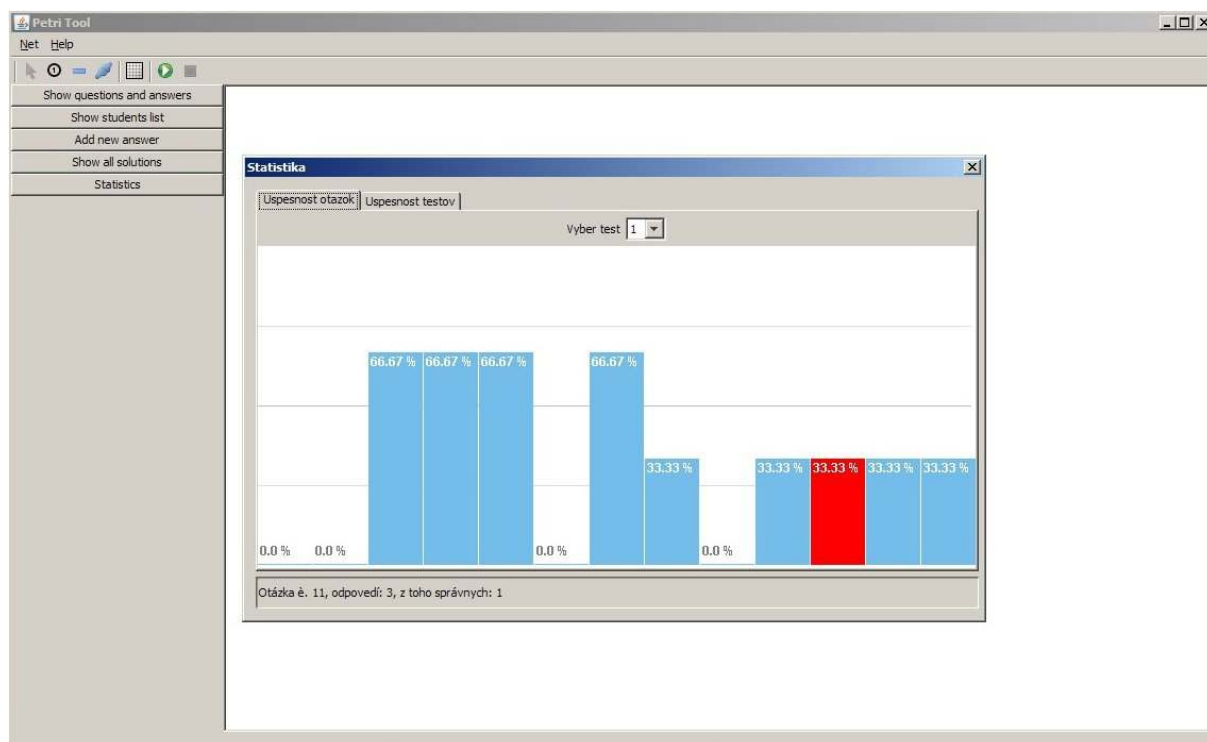 Petri Tool
Net Help
Show questions and answers
Show students list
Add new answer
Show all solutions
Statistics
Statistika
Uspesnost otazok Uspesnost testov
Vyber test 1
66.67 % 66.67 % 66.67 % 66.67 %
33.33 % 33.33 % 33.33 % 33.33 % 33.33 %
0.0 % 0.0 % 0.0 % 0.0 %
Otázka è. 11, odpovedí: 3, z toho správnych: 1